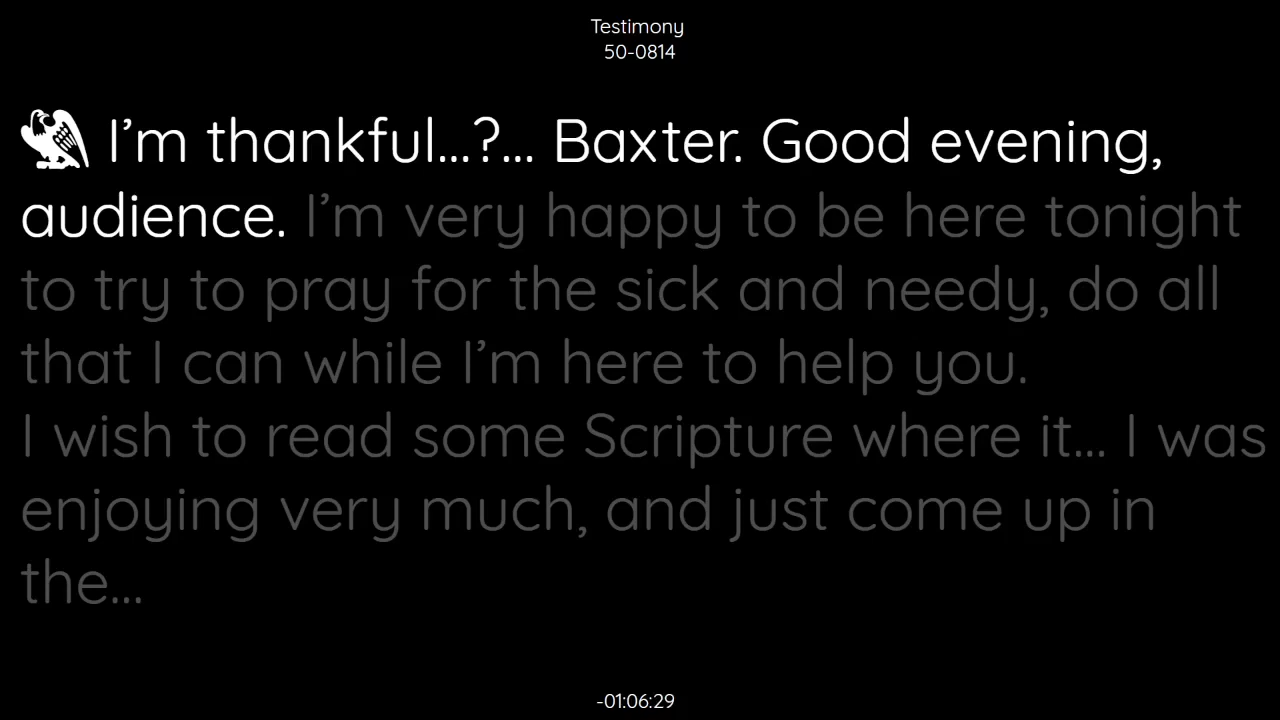 Testimony
50-0814
I’m thankful...?... Baxter. Good evening,
audience. I’m very happy to be here tonight
to try to pray for the sick and needy, do all
that I can while I’m here to help you.
I wish to read some Scripture where it... I was
enjoying very much, and just come up in
the...
-01:06:29